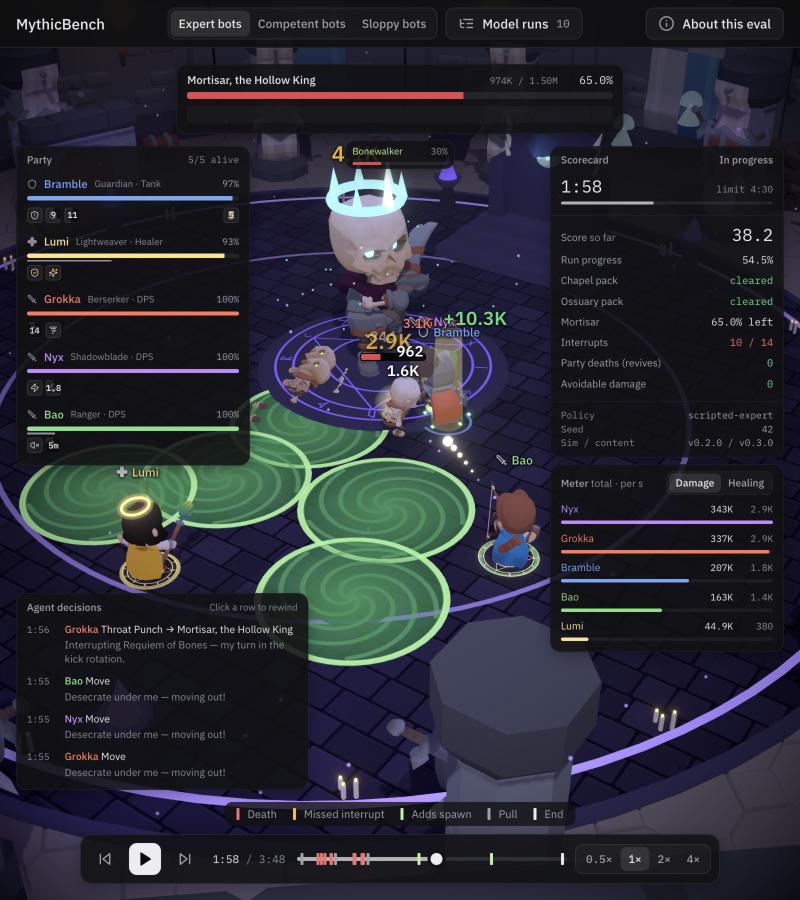 MythicBench
Expert bots
Competent bots
Sloppy bots
Model runs 10
About this eval
Mortisar, the Hollow King
974K / 1.50M 65.0%
Party
5/5 alive
Bramble Guardian · Tank 97%
9 11
5
Lumi Lightweaver · Healer 93%
Grokka Berserker · DPS 100%
14
Nyx Shadowblade · DPS 100%
1.8
Bao Ranger · DPS 100%
5m
4
Bonewalker 30%
3.1K
Nyx
+10.3K
Bramble
2.9K
962
1.6K
Lumi
Bao
Scorecard
In progress
1:58
limit 4:30
Score so far 38.2
Run progress 54.5%
Chapel pack cleared
Ossuary pack cleared
Mortisar 65.0% left
Interrupts 10 / 14
Party deaths (revives) 0
Avoidable damage 0
Policy scripted-expert
Seed 42
Sim / content v0.2.0 / v0.3.0
Meter total · per s
Damage
Healing
Nyx 343K 2.9K
Grokka 337K 2.9K
Bramble 207K 1.8K
Bao 163K 1.4K
Lumi 44.9K 380
Agent decisions
Click a row to rewind
1:56 Grokka Throat Punch → Mortisar, the Hollow King
Interrupting Requiem of Bones — my turn in the
kick rotation.
1:55 Bao Move
Desecrate under me — moving out!
1:55 Nyx Move
Desecrate under me — moving out!
1:55 Grokka Move
Desecrate under me — moving out!
Death
Missed interrupt
Adds spawn
Pull
End
1:58 / 3:48
0.5×
1×
2×
4×